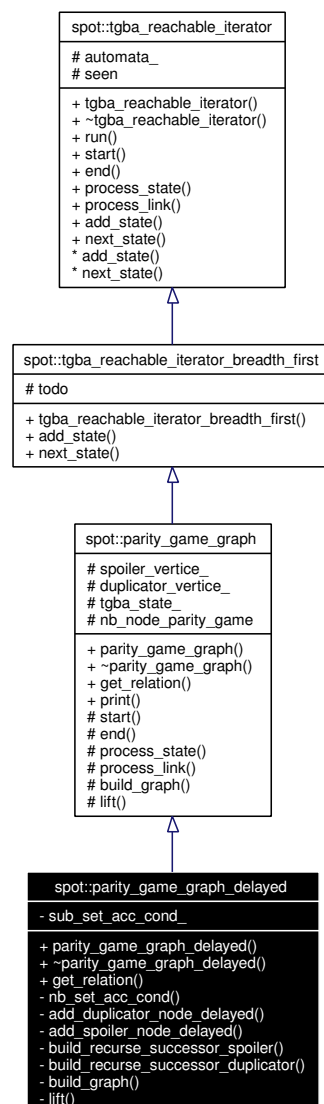 spot::tgba_reachable_iterator
# automata_
# seen
+ tgba_reachable_iterator()
+ ~tgba_reachable_iterator()
+ run()
+ start()
+ end()
+ process_state()
+ process_link()
+ add_state()
+ next_state()
* add_state()
* next_state()
spot::tgba_reachable_iterator_breadth_first
# todo
+ tgba_reachable_iterator_breadth_first()
+ add_state()
+ next_state()
spot::parity_game_graph
# spoiler_vertice_
# duplicator_vertice_
# tgba_state_
# nb_node_parity_game
+ parity_game_graph()
+ ~parity_game_graph()
+ get_relation()
+ print()
# start()
# end()
# process_state()
# process_link()
# build_graph()
# lift()
spot::parity_game_graph_delayed
- sub_set_acc_cond_
+ parity_game_graph_delayed()
+ ~parity_game_graph_delayed()
+ get_relation()
- nb_set_acc_cond()
- add_duplicator_node_delayed()
- add_spoiler_node_delayed()
- build_recurse_successor_spoiler()
- build_recurse_successor_duplicator()
- build_graph()
- lift()